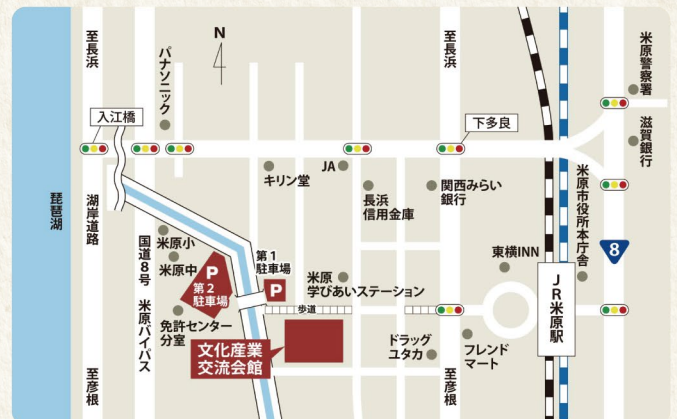 至長浜
パナソニック
N
至長浜
米原警察署
入江橋
下多良
滋賀銀行
キリン堂
JA
長浜
信用金庫
関西みらい
銀行
米原市役所本庁舎
琵琶湖
湖岸道路
国道8号 米原バイパス
米原小
米原中
P
第2
駐車場
第1
駐車場
P
米原
学びあいステーション
東横INN
8
JR米原駅
歩道
免許センター
分室
文化産業
交流会館
ドラッグ
ユタカ
フレンド
マート
至彦根
至彦根